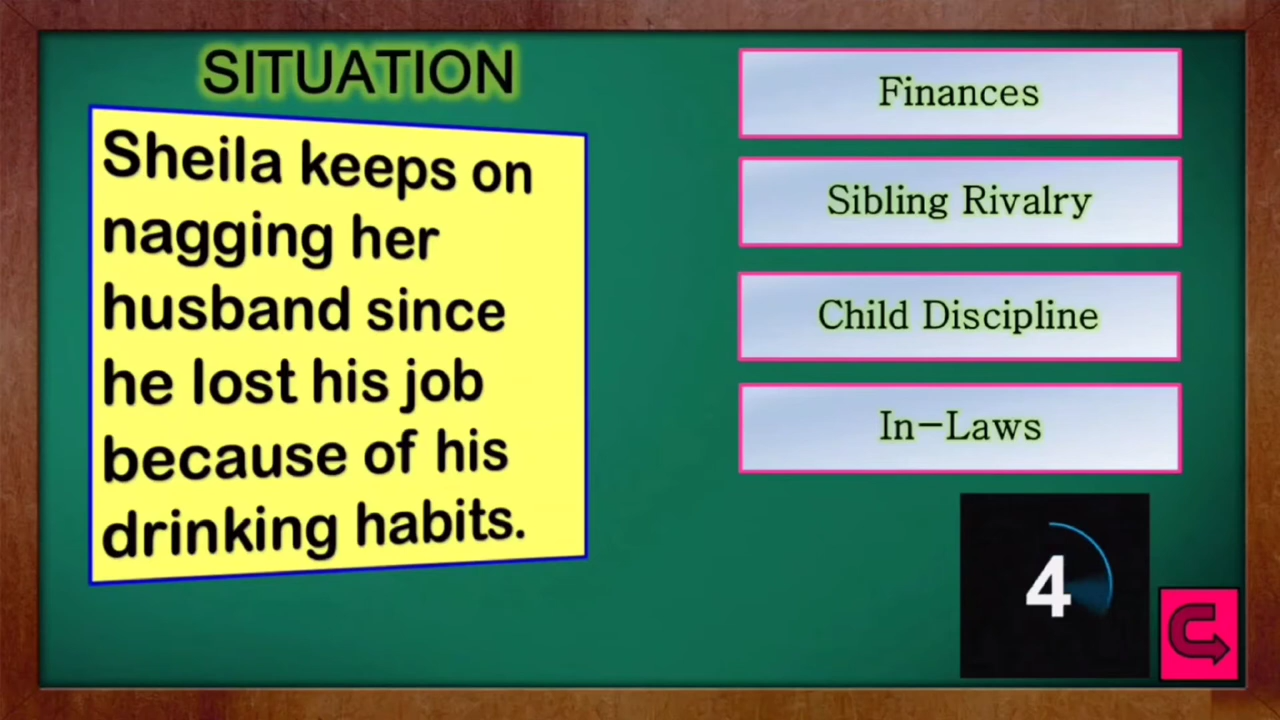 SITUATION
Sheila keeps on
nagging her
husband since
he lost his job
because of his
drinking habits.
Finances
Sibling Rivalry
Child Discipline
In-Laws
4